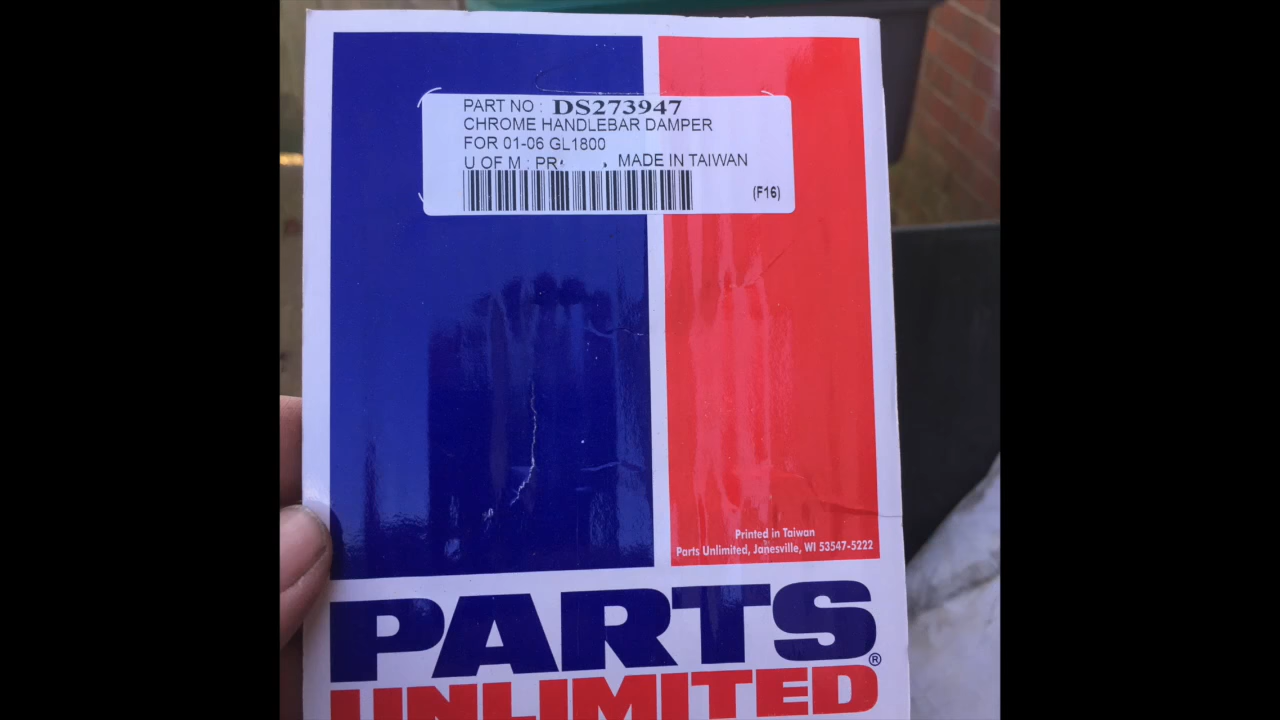 PART NO : DS273947
CHROME HANDLEBAR DAMPER
FOR 01-06 GL1800
U OF M : PR MADE IN TAIWAN
(F16)
Printed in Taiwan
Parts Unlimited, Janesville, WI 53547-5222
PARTS
UNLIMITED®